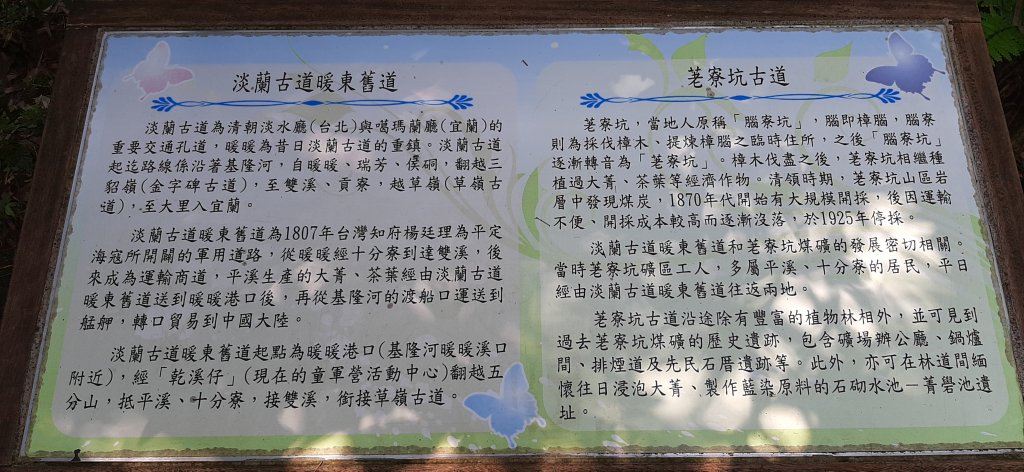 淡蘭古道暖東舊道
淡蘭古道為清朝淡水廳(台北)與噶瑪蘭廳(宜蘭)的
重要交通孔道,暖暖為昔日淡蘭古道的重鎮。淡蘭古道
起迄路線係沿著基隆河,自暖暖、瑞芳、侯硐,翻越三
貂嶺(金字碑古道),至雙溪、貢寮,越草嶺(草嶺古
道),至大里入宜蘭。
淡蘭古道暖東舊道為1807年台灣知府楊廷理為平定
海寇所開闢的軍用道路,從暖暖經十分寮到達雙溪,後
來成為運輸商道,平溪生產的大菁、茶葉經由淡蘭古道
暖東舊道送到暖暖港口後,再從基隆河的渡船口運送到
艋舺,轉口貿易到中國大陸。
淡蘭古道暖東舊道起點為暖暖港口(基隆河暖暖溪口
附近),經「乾溪仔」(現在的童軍營活動中心)翻越五
分山,抵平溪、十分寮,接雙溪,銜接草嶺古道。
荖寮坑古道
荖寮坑,當地人原稱「腦寮坑」,腦即樟腦,腦寮
則為採伐樟木、提煉樟腦之臨時住所,之後「腦寮坑」
逐漸轉音為「荖寮坑」。樟木伐盡之後,荖寮坑相繼種
植過大菁、茶葉等經濟作物。清領時期,荖寮坑山區岩
層中發現煤炭,1870年代開始有大規模開採,後因運輸
不便、開採成本較高而逐漸沒落,於1925年停採。
淡蘭古道暖東舊道和荖寮坑煤礦的發展密切相關。
當時荖寮坑礦區工人,多屬平溪、十分寮的居民,平日
經由淡蘭古道暖東舊道往返兩地。
荖寮坑古道沿途除有豐富的植物林相外,並可見到
過去荖寮坑煤礦的歷史遺跡,包含礦場辦公廳、鍋爐
間、排煙道及先民石厝遺跡等。此外,亦可在林道間緬
懷往日浸泡大菁、製作藍染原料的石砌水池－菁礐池遺
址。